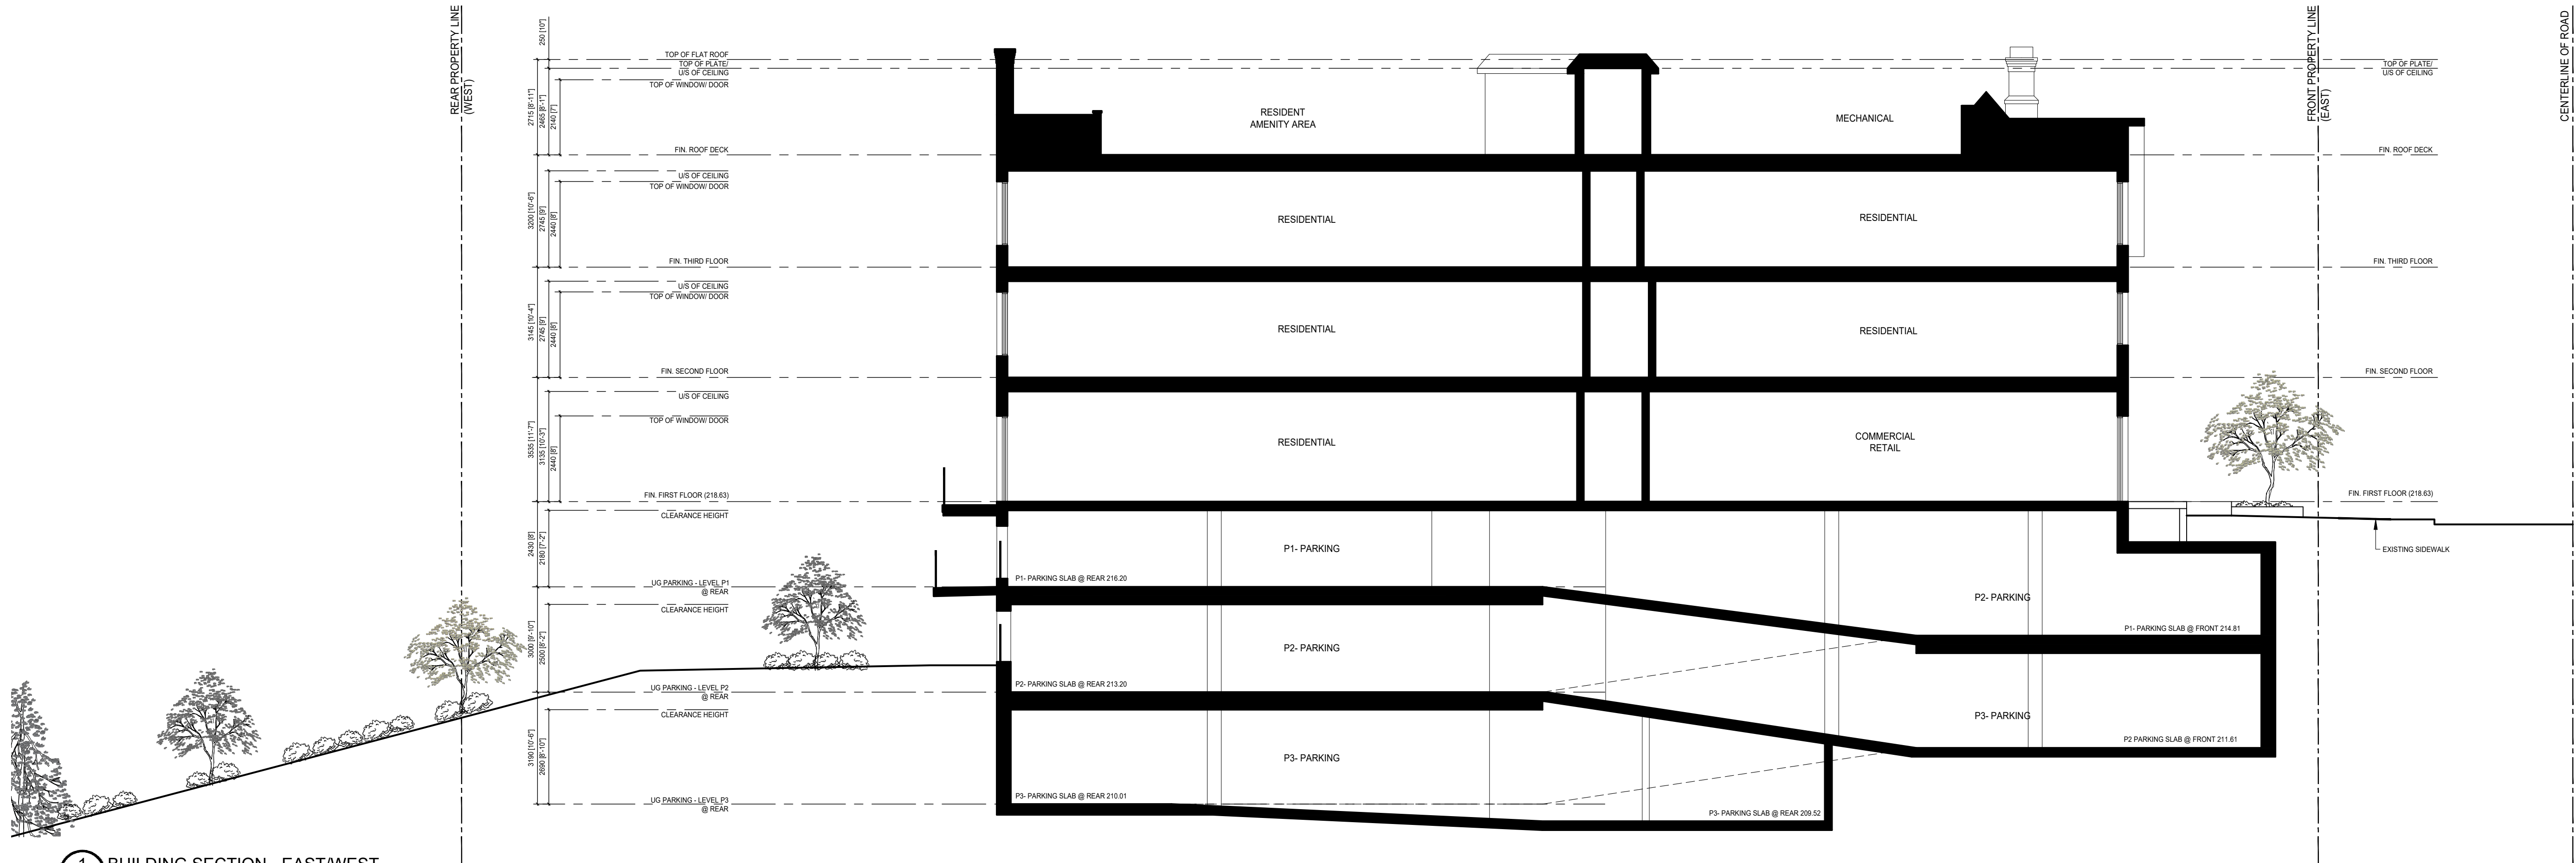 REAR PROPERTY LINE
(WEST)
FRONT PROPERTY LINE
(EAST)
CENTERLINE OF ROAD
250 [10"]
2715 [8'-11"]
2465 [8'-1"]
2140 [7']
TOP OF FLAT ROOF
TOP OF PLATE/
U/S OF CEILING
TOP OF WINDOW/ DOOR
TOP OF PLATE/
U/S OF CEILING
RESIDENT
AMENITY AREA
MECHANICAL
FIN. ROOF DECK
FIN. ROOF DECK
3200 [10'-6"]
2745 [9']
2440 [8']
U/S OF CEILING
TOP OF WINDOW/ DOOR
RESIDENTIAL
RESIDENTIAL
FIN. THIRD FLOOR
FIN. THIRD FLOOR
3145 [10'-4"]
2745 [9']
2440 [8']
U/S OF CEILING
TOP OF WINDOW/ DOOR
RESIDENTIAL
RESIDENTIAL
FIN. SECOND FLOOR
FIN. SECOND FLOOR
3535 [11'-7"]
3135 [10'-3"]
2440 [8']
U/S OF CEILING
TOP OF WINDOW/ DOOR
RESIDENTIAL
COMMERCIAL
RETAIL
FIN. FIRST FLOOR (218.63)
FIN. FIRST FLOOR (218.63)
2430 [8']
2180 [7'-2"]
CLEARANCE HEIGHT
P1- PARKING
EXISTING SIDEWALK
P1- PARKING SLAB @ REAR 216.20
UG PARKING - LEVEL P1
@ REAR
3000 [9'-10"]
2500 [8'-2"]
CLEARANCE HEIGHT
P2- PARKING
P1- PARKING SLAB @ FRONT 214.81
P2- PARKING
P2- PARKING SLAB @ REAR 213.20
UG PARKING - LEVEL P2
@ REAR
3190 [10'-6"]
2690 [8'-10"]
CLEARANCE HEIGHT
P3- PARKING
P2 PARKING SLAB @ FRONT 211.61
P3- PARKING
P3- PARKING SLAB @ REAR 210.01
UG PARKING - LEVEL P3
@ REAR
P3- PARKING SLAB @ REAR 209.52
1
BUILDING SECTION - EAST/WEST